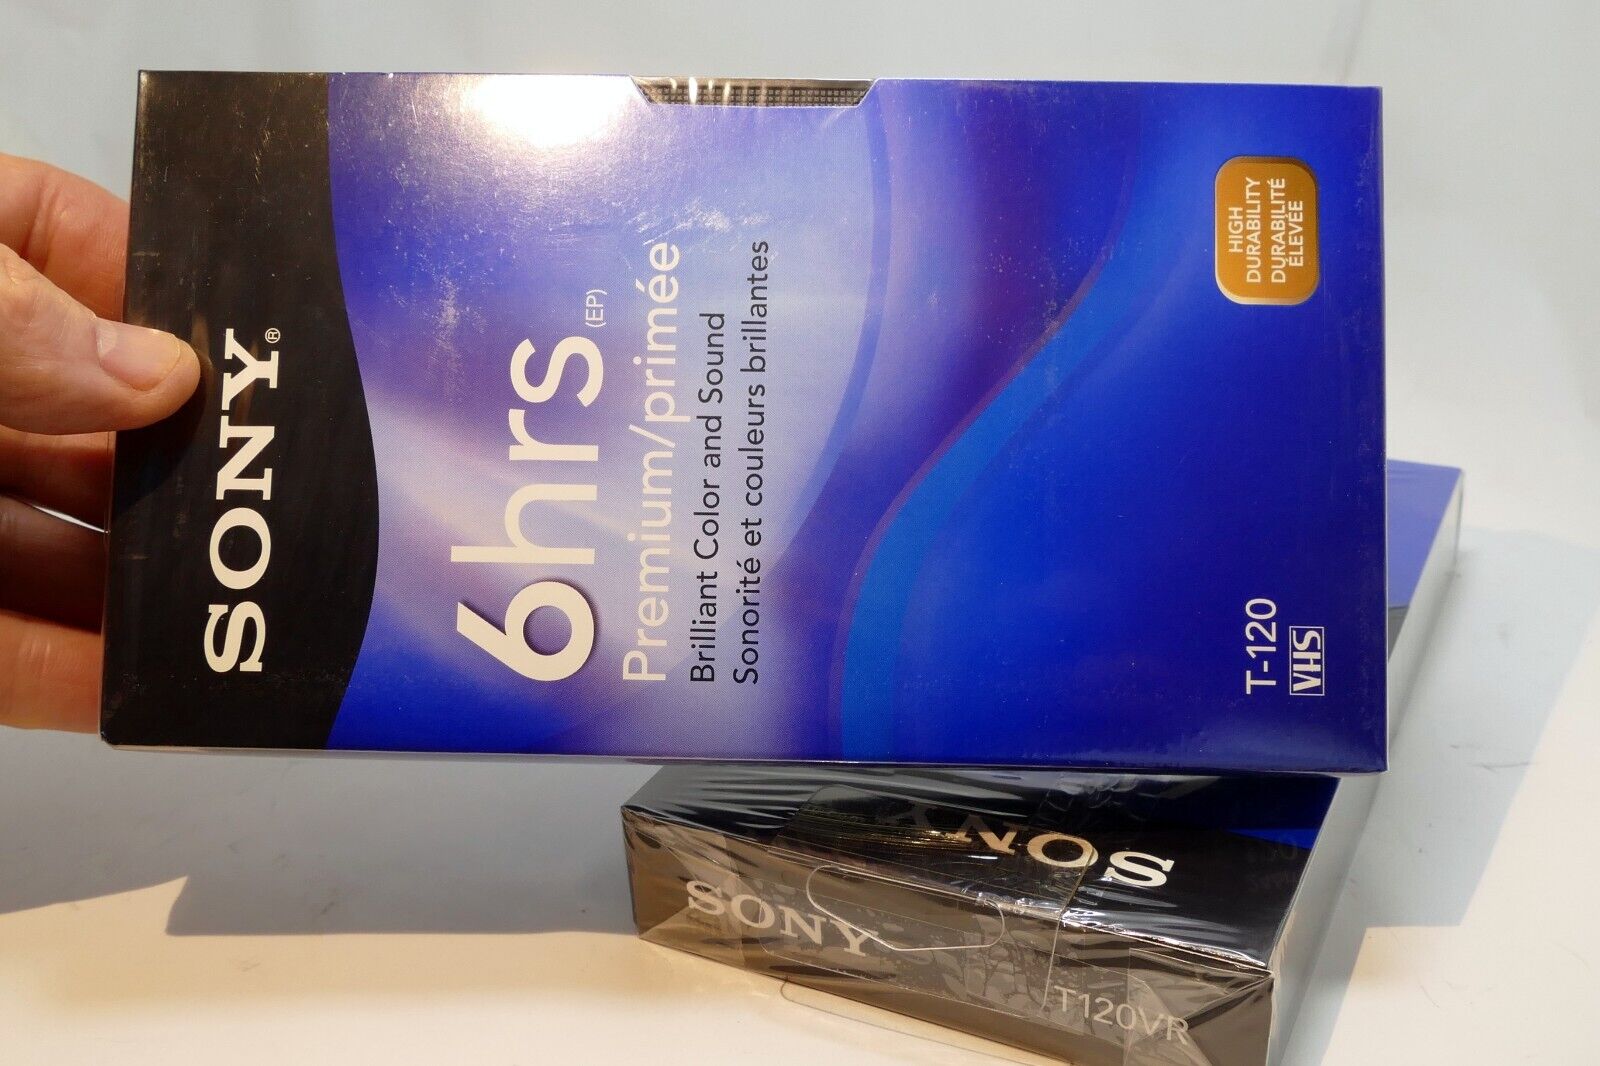 SONY®
6hrs (EP)
Premium/primée
Brilliant Color and Sound
Sonorité et couleurs brillantes
HIGH
DURABILITY
DURABILITÉ
ÉLEVÉE
T-120
VHS
SONY
SONY
T120VR